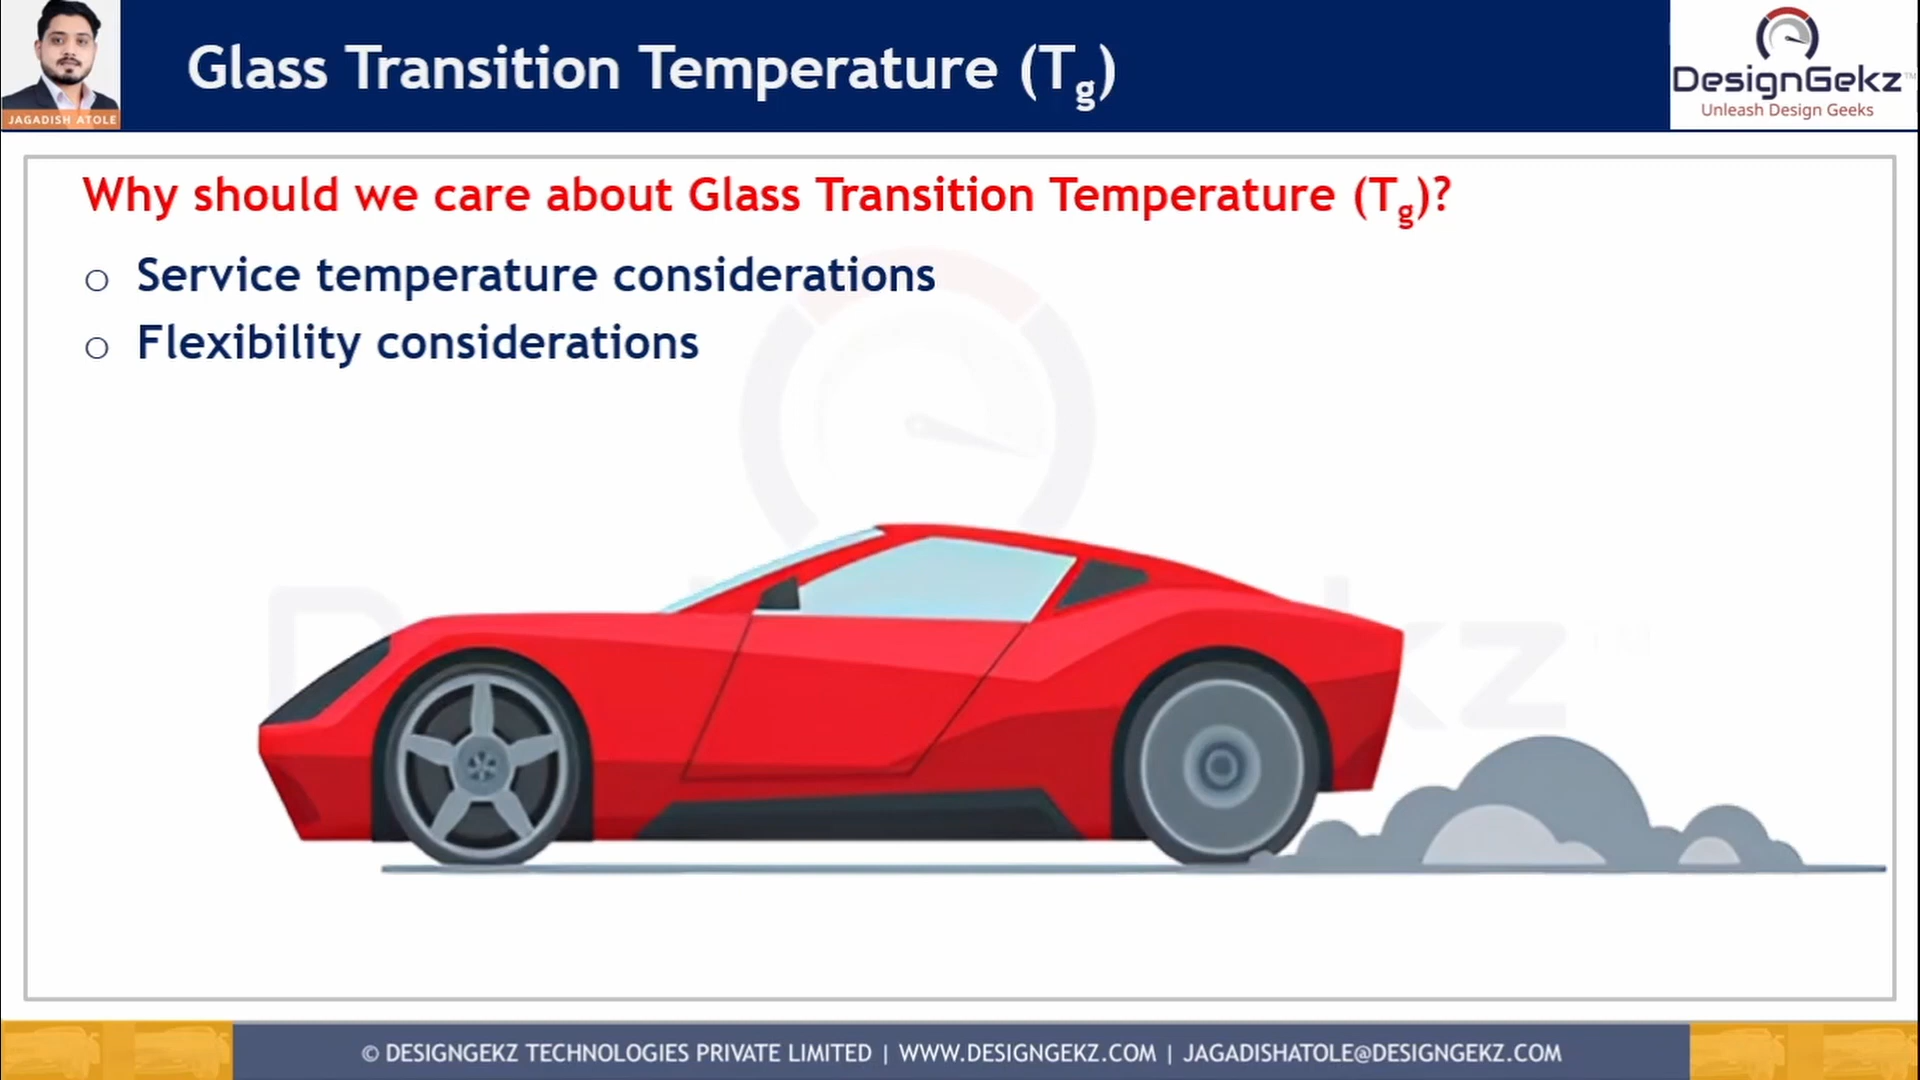 JAGADISH ATOLE
Glass Transition Temperature (Tg)
DesignGekz™
Unleash Design Geeks
Why should we care about Glass Transition Temperature (Tg)?
Service temperature considerations
Flexibility considerations
© DESIGNGEKZ TECHNOLOGIES PRIVATE LIMITED | WWW.DESIGNGEKZ.COM | JAGADISHATOLE@DESIGNGEKZ.COM